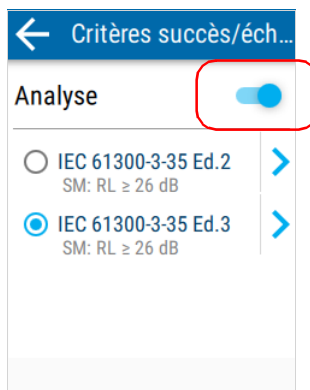 Critères succès/éch...
Analyse
IEC 61300-3-35 Ed.2
SM: RL ≥ 26 dB
IEC 61300-3-35 Ed.3
SM: RL ≥ 26 dB